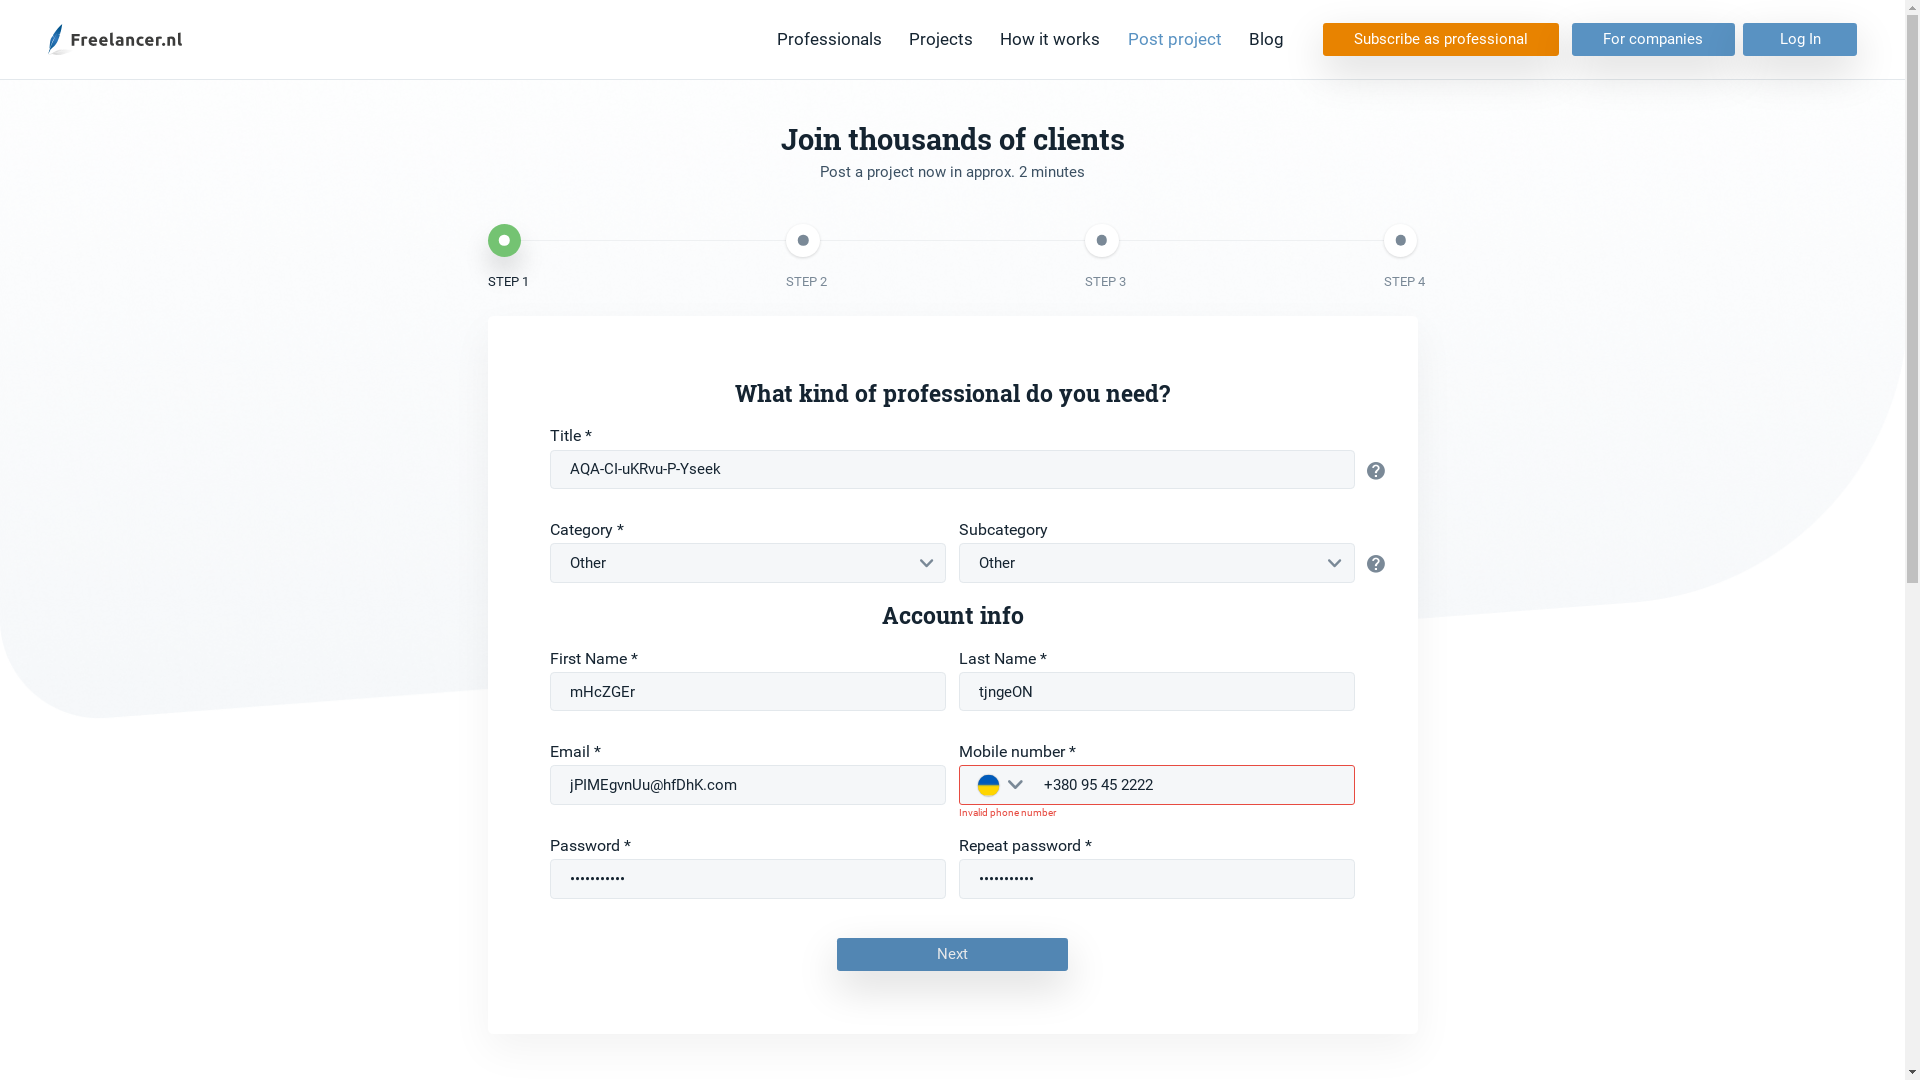 Freelancer.nl
Professionals Projects How it works Post project Blog Subscribe as professional For companies Log In
Join thousands of clients
Post a project now in approx. 2 minutes
STEP 1 STEP 2 STEP 3 STEP 4
What kind of professional do you need?
Title *
AQA-CI-uKRvu-P-Yseek
Category * Subcategory
Other Other
Account info
First Name * Last Name *
mHcZGEr tjngeON
Email * Mobile number *
jPIMEgvnUu@hfDhK.com +380 95 45 2222
Invalid phone number
Password * Repeat password *
••••••••••• •••••••••••
Next